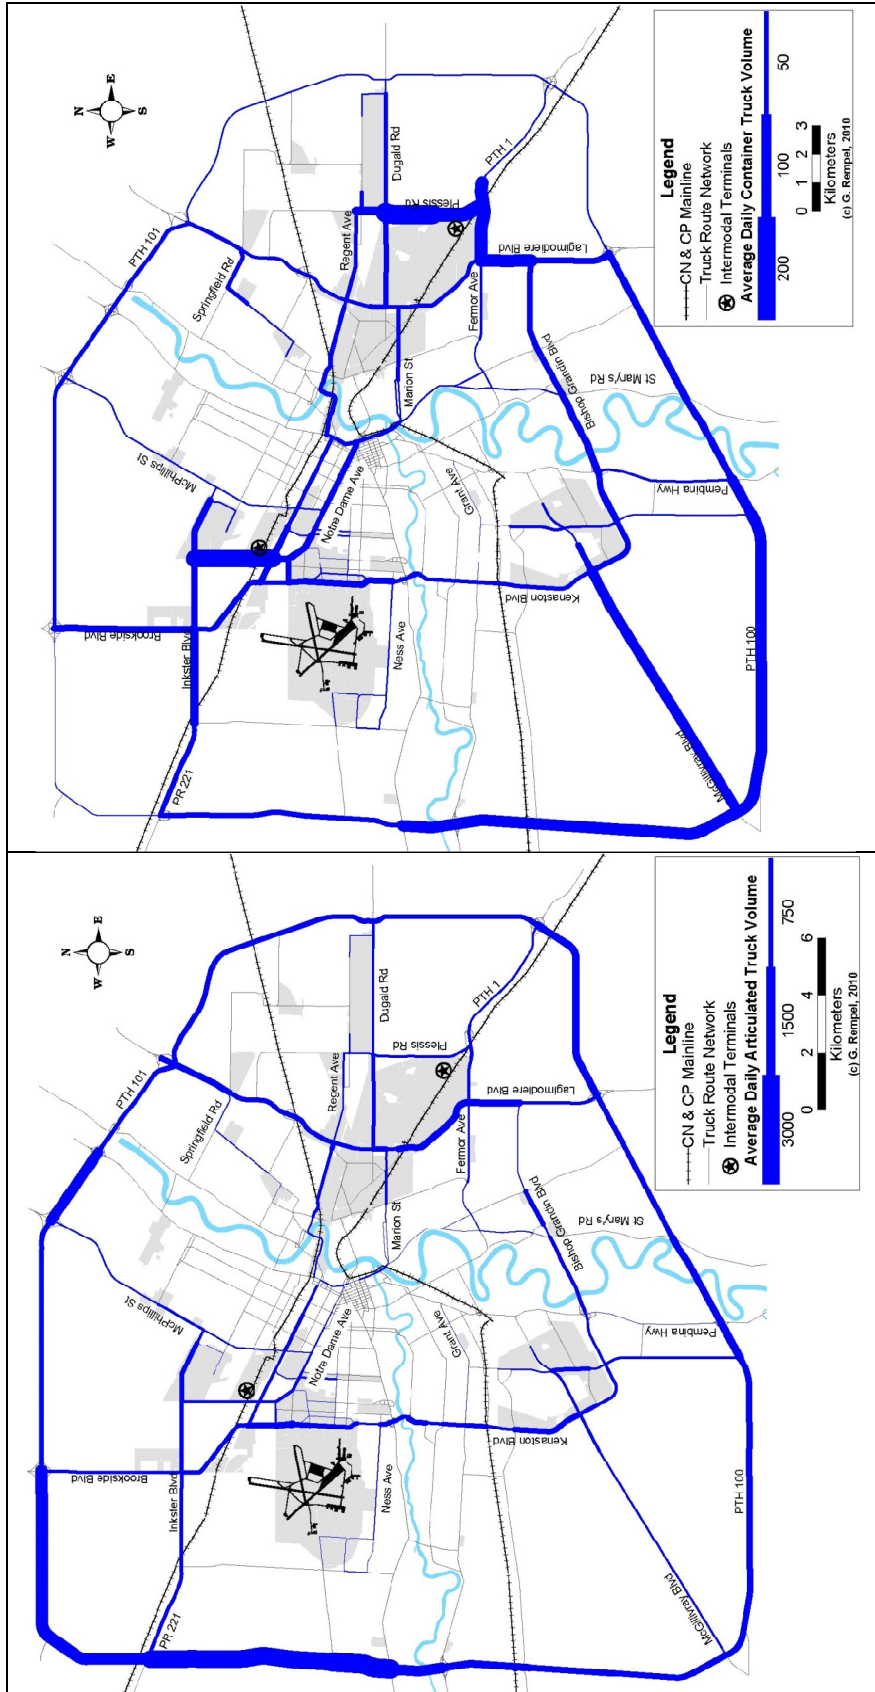 N
W E
S
PTH 101
Springfield Rd
Regent Ave
Dugald Rd
Plessis Rd
PTH 1
McPhillips St
Marion St
Fermor Ave
Lagimodiere Blvd
Notre Dame Ave
Grant Ave
Bishop Grandin Blvd
St Mary's Rd
Pembina Hwy
Brookside Blvd
Inkster Blvd
Ness Ave
Kenaston Blvd
PR 221
McGillivray Blvd
PTH 100
Legend
CN & CP Mainline
Truck Route Network
Intermodal Terminals
Average Daily Container Truck Volume
200 100 50
0 1 2 3
Kilometers
(c) G. Rempel, 2010
N
W E
S
PTH 101
Springfield Rd
Regent Ave
Dugald Rd
Plessis Rd
PTH 1
McPhillips St
Marion St
Fermor Ave
Lagimodiere Blvd
Notre Dame Ave
Grant Ave
Bishop Grandin Blvd
St Mary's Rd
Pembina Hwy
Brookside Blvd
Inkster Blvd
Ness Ave
Kenaston Blvd
PR 221
McGillivray Blvd
PTH 100
Legend
CN & CP Mainline
Truck Route Network
Intermodal Terminals
Average Daily Articulated Truck Volume
3000 1500 750
0 2 4 6
Kilometers
(c) G. Rempel, 2010